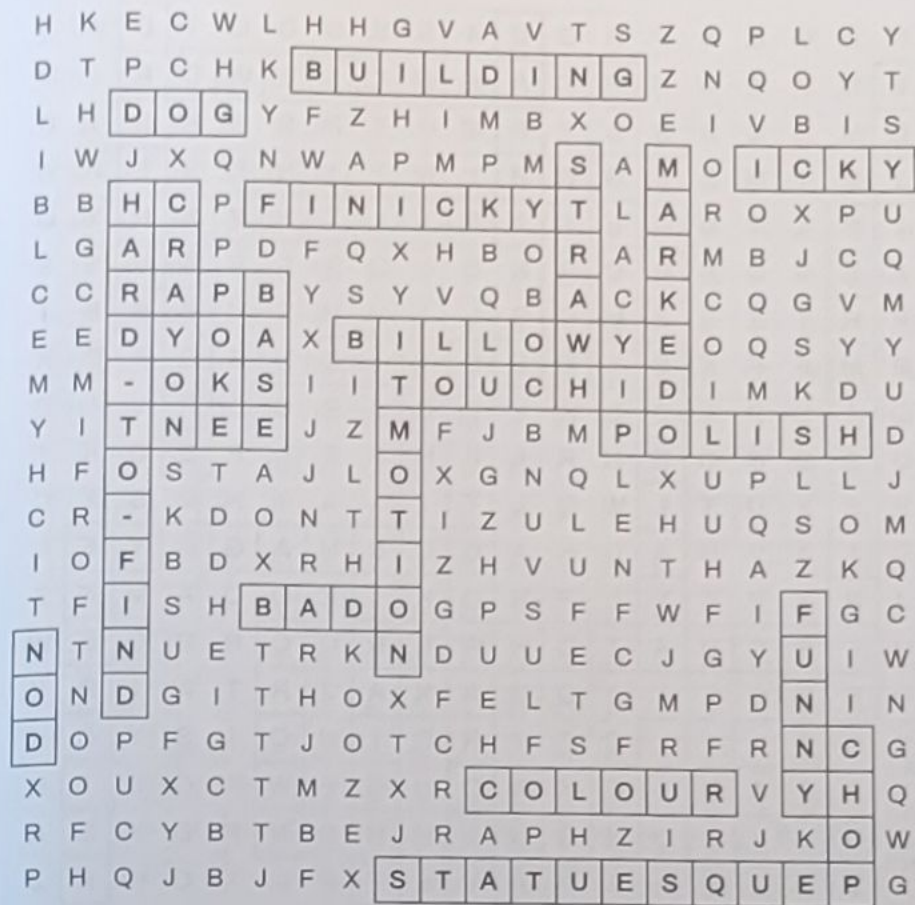 H K E C W L H H G V A V T S Z Q P L C Y
D T P C H K B U I L D I N G Z N Q O Y T
L H D O G Y F Z H I M B X O E I V B I S
I W J X Q N W A P M P M S A M O I C K Y
B B H C P F I N I C K Y T L A R O X P U
L G A R P D F Q X H B O R A R M B J C Q
C C R A P B Y S Y V Q B A C K C Q G V M
E E D Y O A X B I L L O W Y E O Q S Y Y
M M - O K S I I T O U C H I D I M K D U
Y I T N E E J Z M F J B M P O L I S H D
H F O S T A J L O X G N Q L X U P L L J
C R - K D O N T T I Z U L E H U Q S O M
I O F B D X R H I Z H V U N T H A Z K Q
T F I S H B A D O G P S F F W F I F G C
N T N U E T R K N D U U E C J G Y U I W
O N D G I T H O X F E L T G M P D N I N
D O P F G T J O T C H F S F R F R N C G
X O U X C T M Z X R C O L O U R V Y H Q
R F C Y B T B E J R A P H Z I R J K O W
P H Q J B J F X S T A T U E S Q U E P G